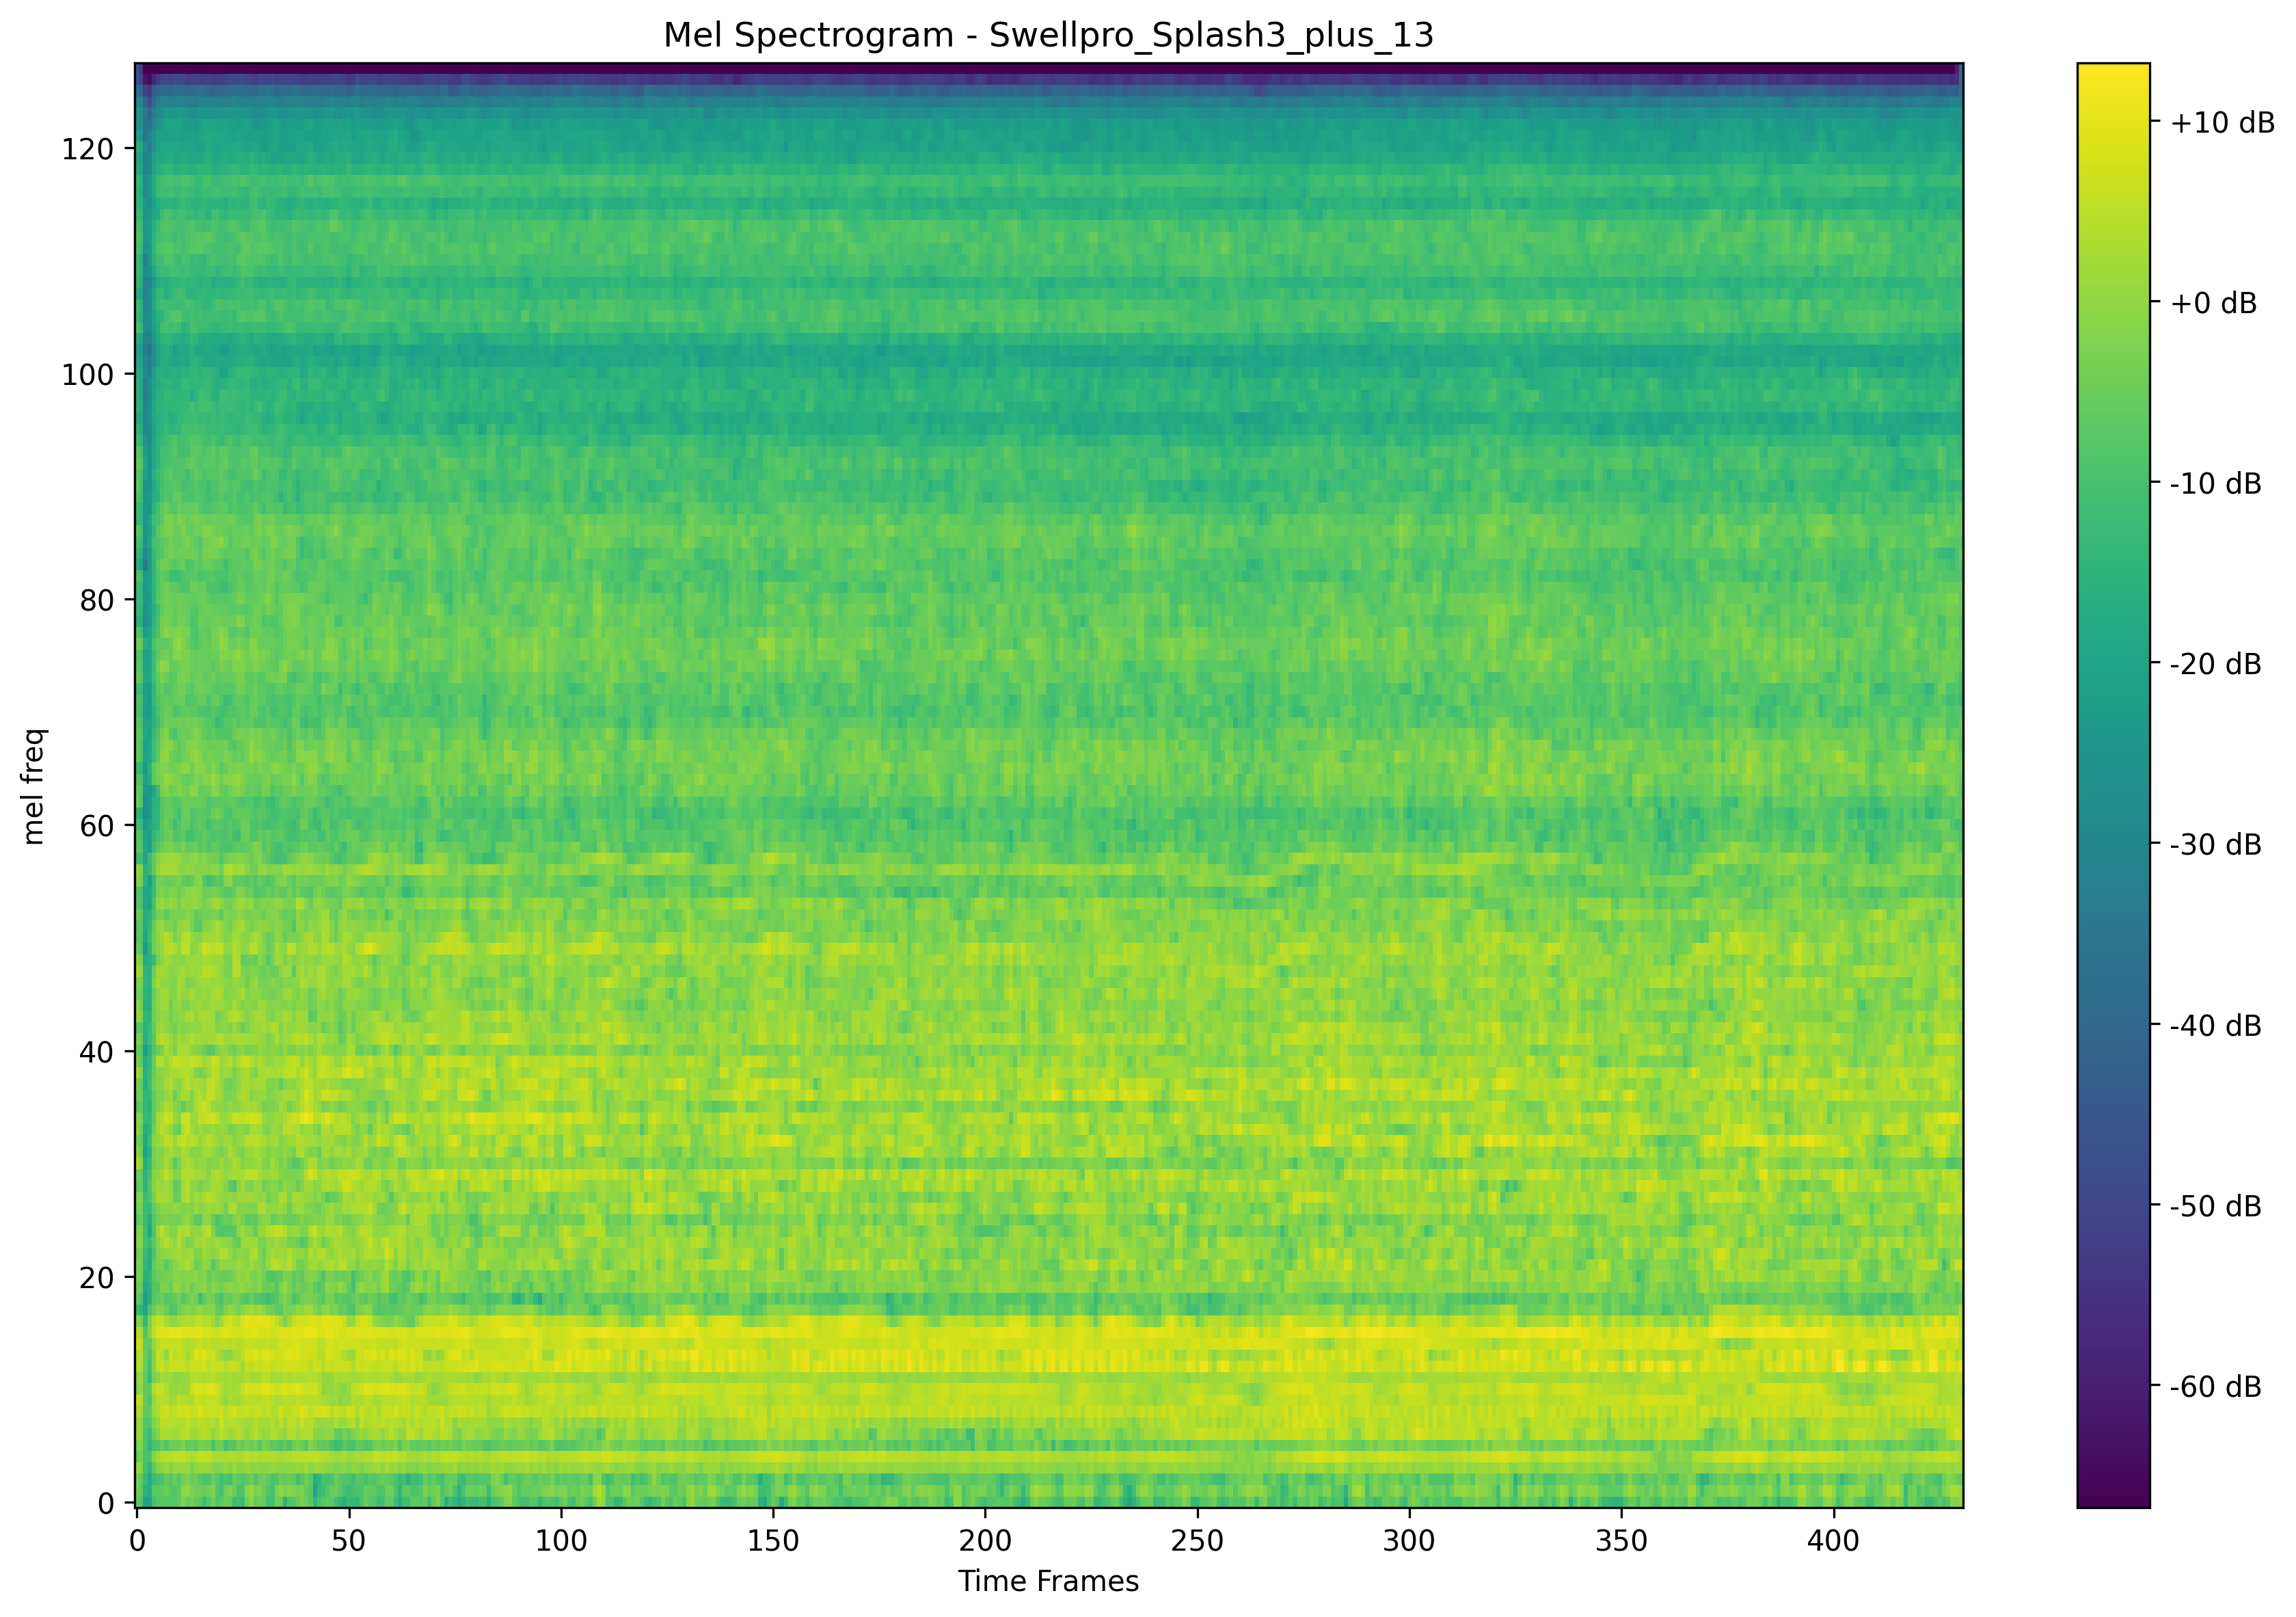 Mel Spectrogram - Swellpro_Splash3_plus_13
mel freq
120
100
80
60
40
20
0
0 50 100 150 200 250 300 350 400
Time Frames
+10 dB
+0 dB
-10 dB
-20 dB
-30 dB
-40 dB
-50 dB
-60 dB